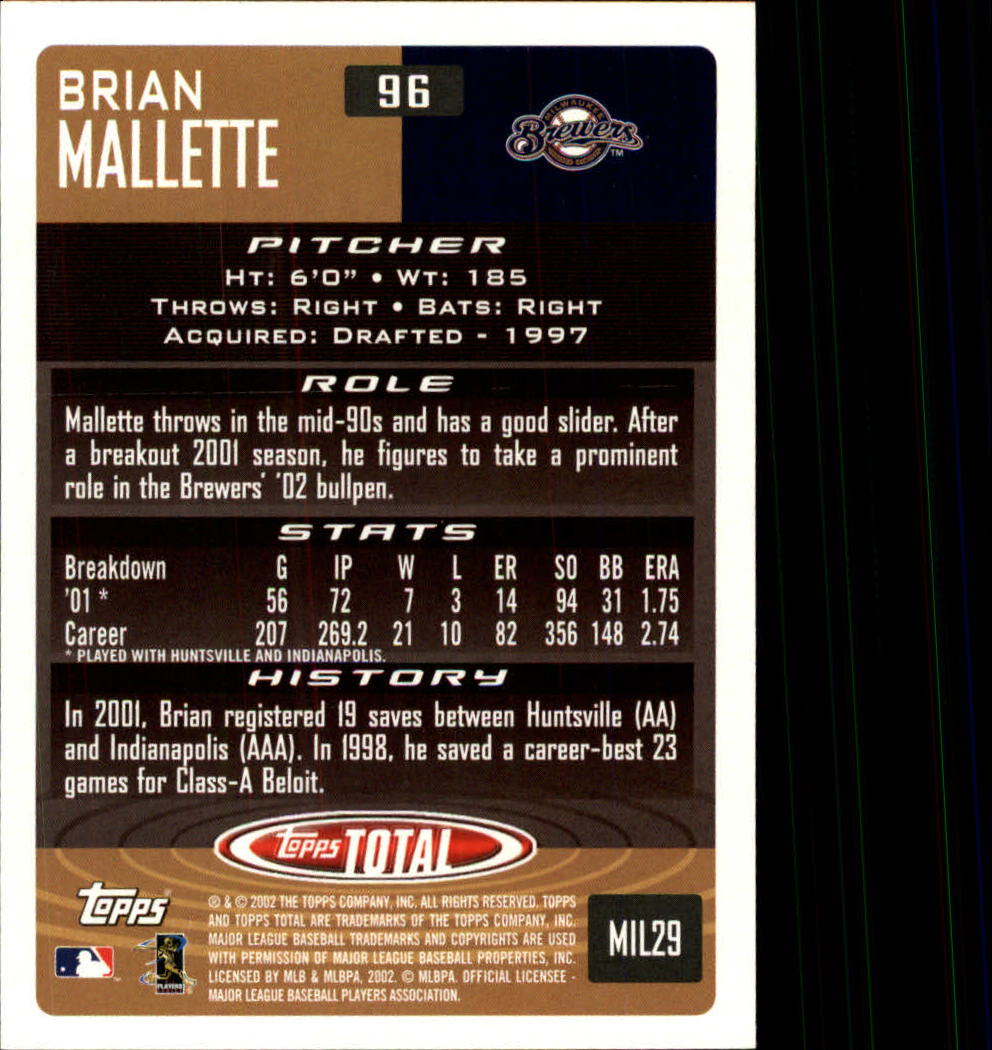 BRIAN
MALLETTE
96
MILWAUKEE
Brewers
TM
PITCHER
HT: 6'0" • WT: 185
THROWS: RIGHT • BATS: RIGHT
ACQUIRED: DRAFTED - 1997
ROLE
Mallette throws in the mid-90s and has a good slider. After
a breakout 2001 season, he figures to take a prominent
role in the Brewers' '02 bullpen.
STATS
Breakdown G IP W L ER SO BB ERA
'01 * 56 72 7 3 14 94 31 1.75
Career 207 269.2 21 10 82 356 148 2.74
* PLAYED WITH HUNTSVILLE AND INDIANAPOLIS.
HISTORY
In 2001, Brian registered 19 saves between Huntsville (AA)
and Indianapolis (AAA). In 1998, he saved a career-best 23
games for Class-A Beloit.
topps TOTAL
topps
® & © 2002 THE TOPPS COMPANY, INC. ALL RIGHTS RESERVED. TOPPS
AND TOPPS TOTAL ARE TRADEMARKS OF THE TOPPS COMPANY, INC.
MAJOR LEAGUE BASEBALL TRADEMARKS AND COPYRIGHTS ARE USED
WITH PERMISSION OF MAJOR LEAGUE BASEBALL PROPERTIES, INC.
LICENSED BY MLB & MLBPA, 2002. © MLBPA. OFFICIAL LICENSEE -
MAJOR LEAGUE BASEBALL PLAYERS ASSOCIATION.
PLAYERS
MIL29